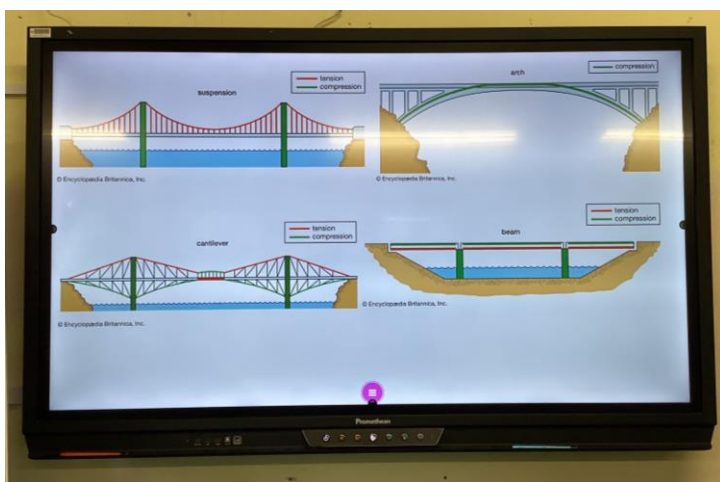 suspension
tension
compression
© Encyclopædia Britannica, Inc.
arch
compression
© Encyclopædia Britannica, Inc.
cantilever
tension
compression
© Encyclopædia Britannica, Inc.
beam
tension
compression
© Encyclopædia Britannica, Inc.
Promethean